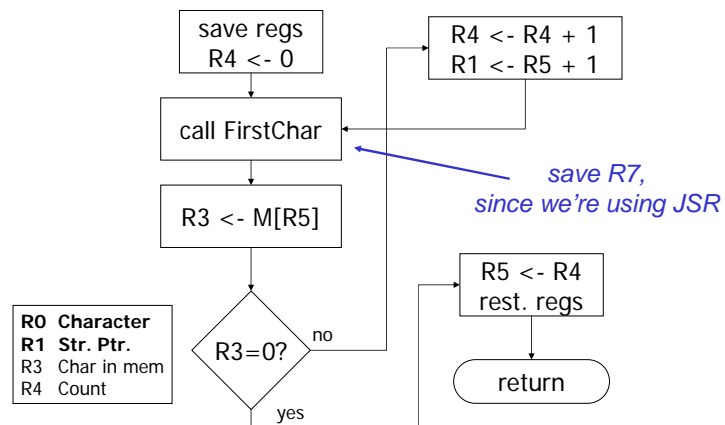 save regs
R4 <- 0
R4 <- R4 + 1
R1 <- R5 + 1
call FirstChar
save R7,
since we're using JSR
R3 <- M[R5]
R5 <- R4
rest. regs
R0 Character
R1 Str. Ptr.
R3 Char in mem
R4 Count
R3=0?
no
return
yes